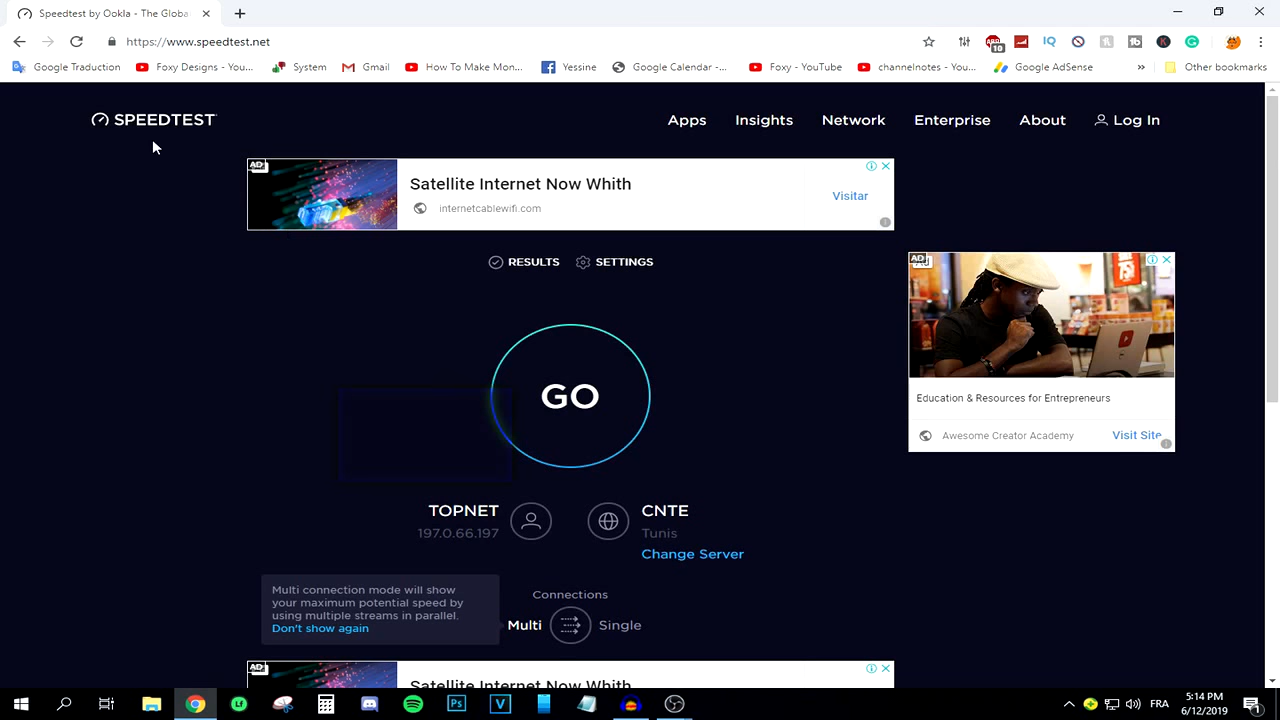 Speedtest by Ookla - The Globa
https://www.speedtest.net
10
IQ
Google Traduction
Foxy Designs - You...
System
Gmail
How To Make Mon...
Yessine
Google Calendar -...
Foxy - YouTube
channelnotes - You...
Google AdSense
»
Other bookmarks
SPEEDTEST
Apps
Insights
Network
Enterprise
About
Log In
AD
Satellite Internet Now Whith
internetcablewifi.com
Visitar
RESULTS
SETTINGS
AD
Education & Resources for Entrepreneurs
Awesome Creator Academy
Visit Site
GO
TOPNET
197.0.66.197
CNTE
Tunis
Change Server
Multi connection mode will show
your maximum potential speed by
using multiple streams in parallel.
Don't show again
Connections
Multi
Single
AD
Satellite Internet Now Whith
Ps
V
FRA
5:14 PM
6/12/2019
1